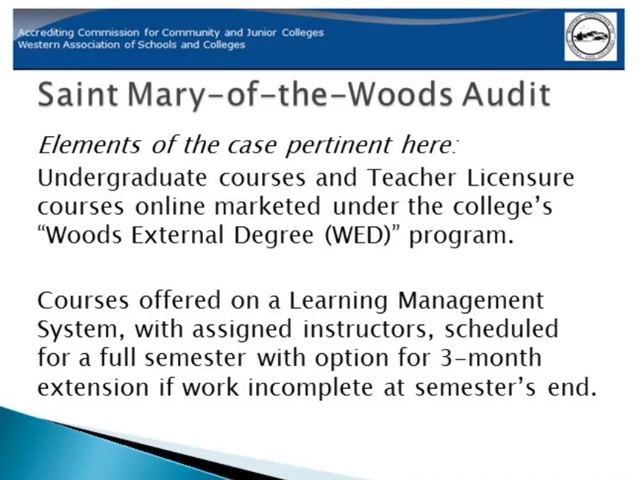 Accrediting Commission for Community and Junior Colleges
Western Association of Schools and Colleges
Saint Mary-of-the-Woods Audit
Elements of the case pertinent here:
Undergraduate courses and Teacher Licensure
courses online marketed under the college’s
“Woods External Degree (WED)” program.
Courses offered on a Learning Management
System, with assigned instructors, scheduled
for a full semester with option for 3-month
extension if work incomplete at semester’s end.